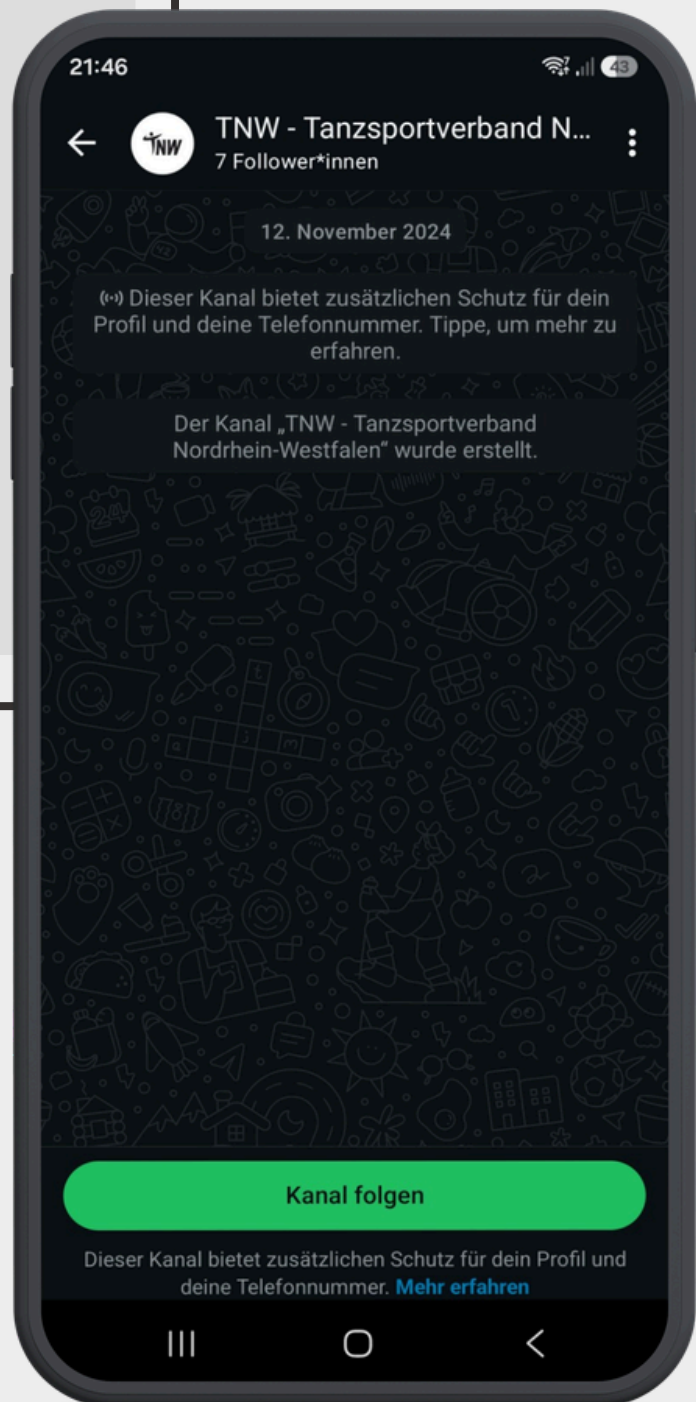 21:46
43
TNW
TNW - Tanzsportverband N...
7 Follower*innen
12. November 2024
Dieser Kanal bietet zusätzlichen Schutz für dein
Profil und deine Telefonnummer. Tippe, um mehr zu
erfahren.
Der Kanal „TNW - Tanzsportverband
Nordrhein-Westfalen“ wurde erstellt.
24
Kanal folgen
Dieser Kanal bietet zusätzlichen Schutz für dein Profil und
deine Telefonnummer. Mehr erfahren